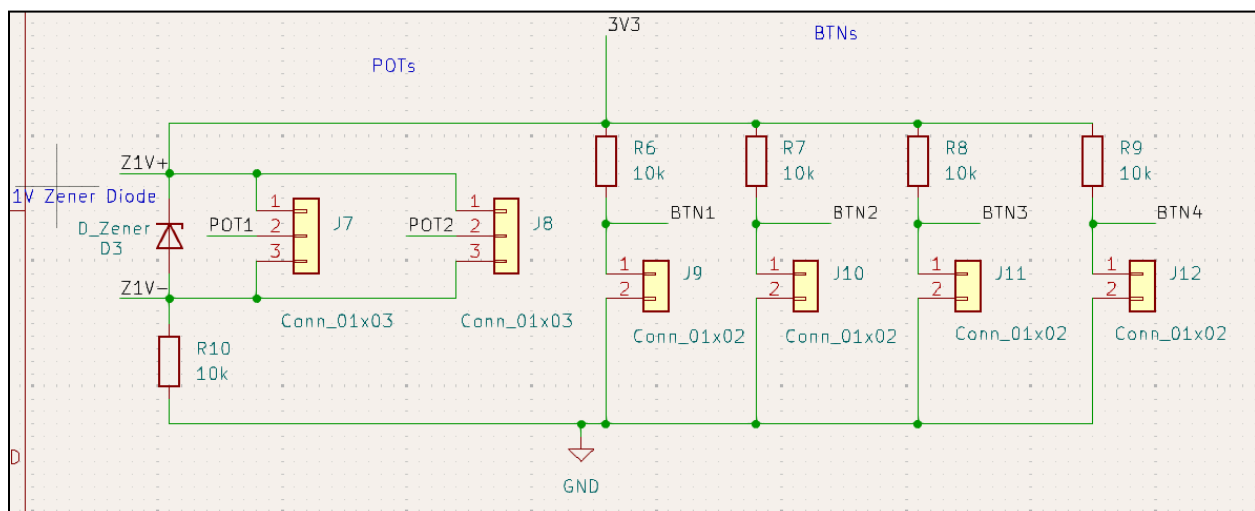 3V3
BTNs
POTs
Z1V+
1V Zener Diode
D_Zener
D3
Z1V-
R10
10k
POT1
1
2
3
J7
Conn_01x03
POT2
1
2
3
J8
Conn_01x03
R6
10k
BTN1
1
2
J9
Conn_01x02
R7
10k
BTN2
1
2
J10
Conn_01x02
R8
10k
BTN3
1
2
J11
Conn_01x02
R9
10k
BTN4
1
2
J12
Conn_01x02
GND
D